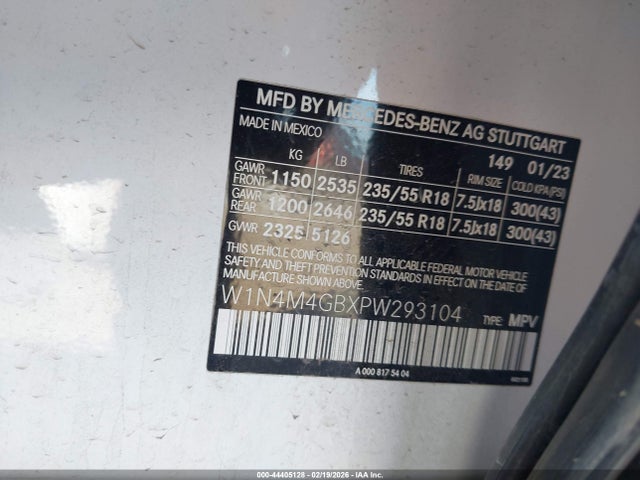 MFD BY MERCEDES-BENZ AG STUTTGART
MADE IN MEXICO 149 01/23
KG LB TIRES RIM SIZE COLD KPA(PSI)
GAWR FRONT 1150 2535 235/55 R18 7.5Jx18 300(43)
GAWR REAR 1200 2646 235/55 R18 7.5Jx18 300(43)
GVWR 2325 5126
THIS VEHICLE CONFORMS TO ALL APPLICABLE FEDERAL MOTOR VEHICLE
SAFETY, AND THEFT PREVENTION STANDARDS IN EFFECT ON THE DATE OF
MANUFACTURE SHOWN ABOVE.
W1N4M4GBXPW293104 TYPE: MPV
A 000 817 54 04
000-44405128 - 02/19/2026 - IAA Inc.